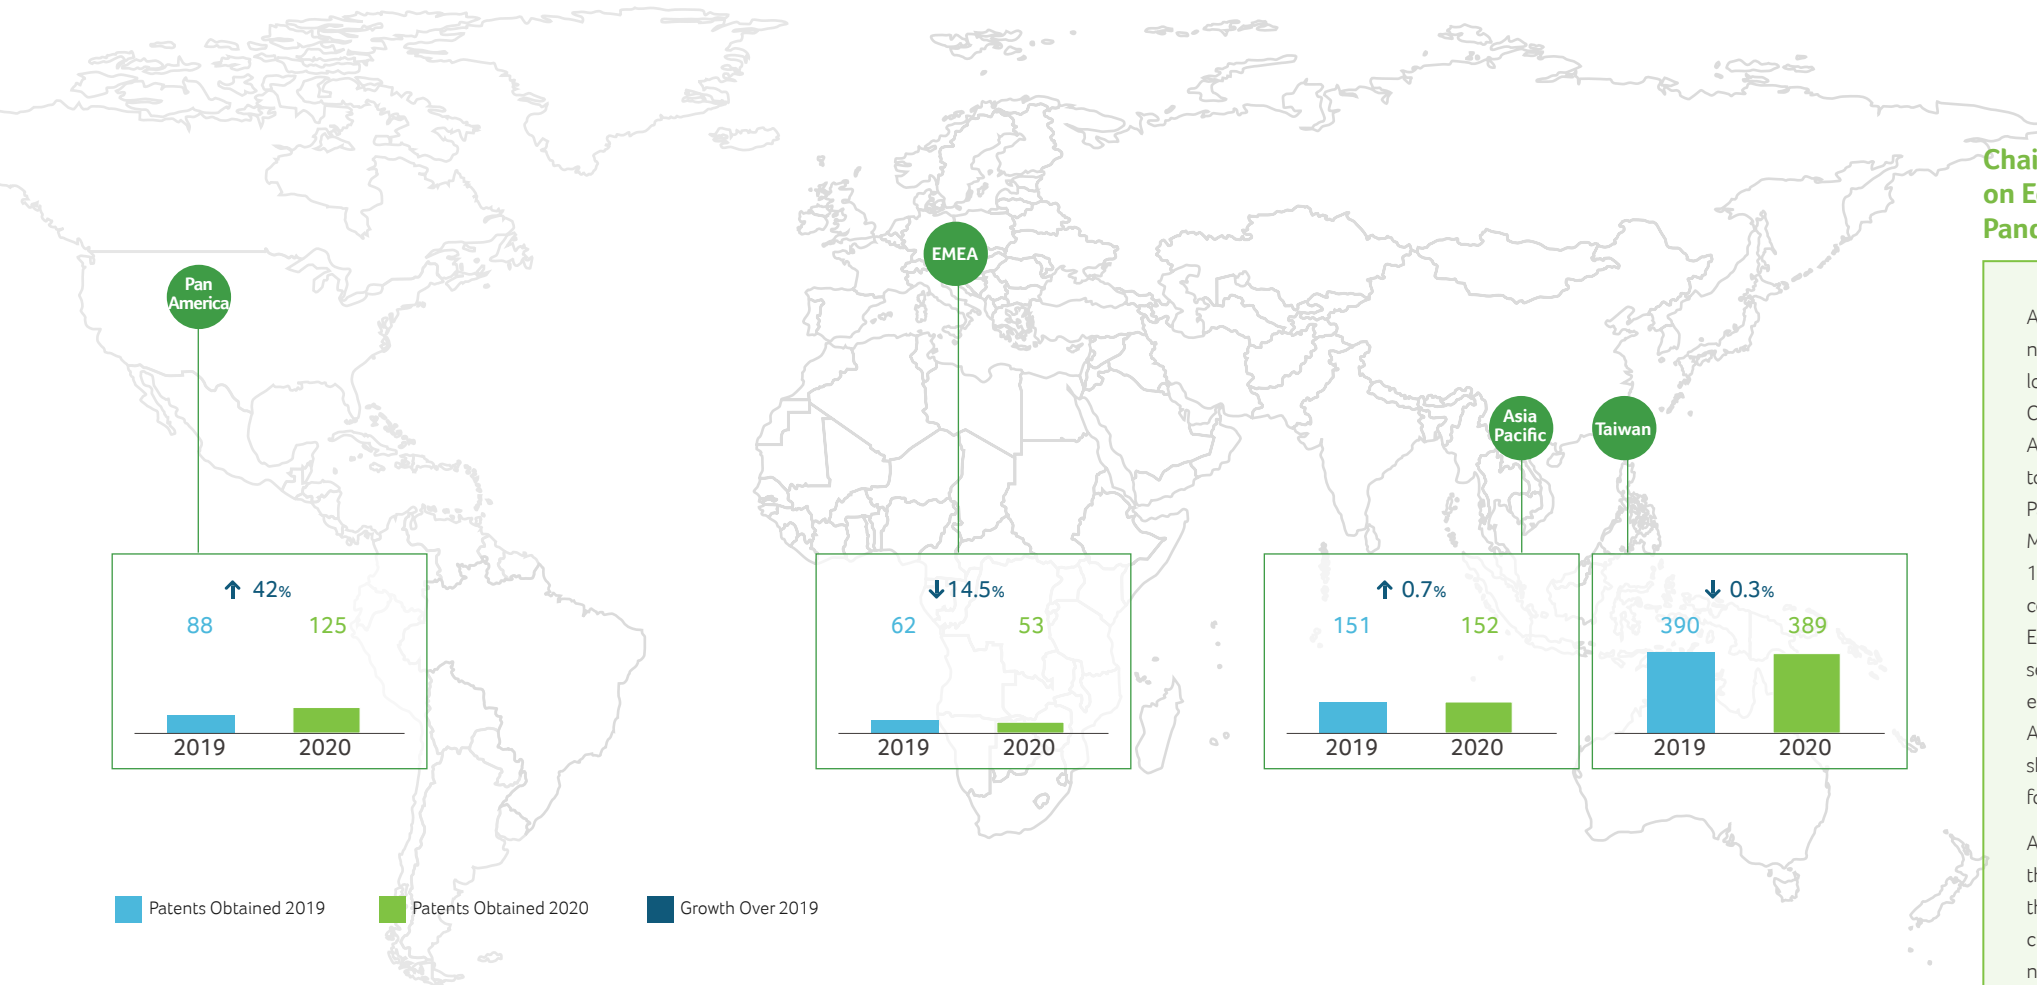 Pan
America
↑ 42%
88 125
2019 2020
EMEA
↓14.5%
62 53
2019 2020
Asia
Pacific
↑ 0.7%
151 152
2019 2020
Taiwan
↓ 0.3%
390 389
2019 2020
Patents Obtained 2019
Patents Obtained 2020
Growth Over 2019
on